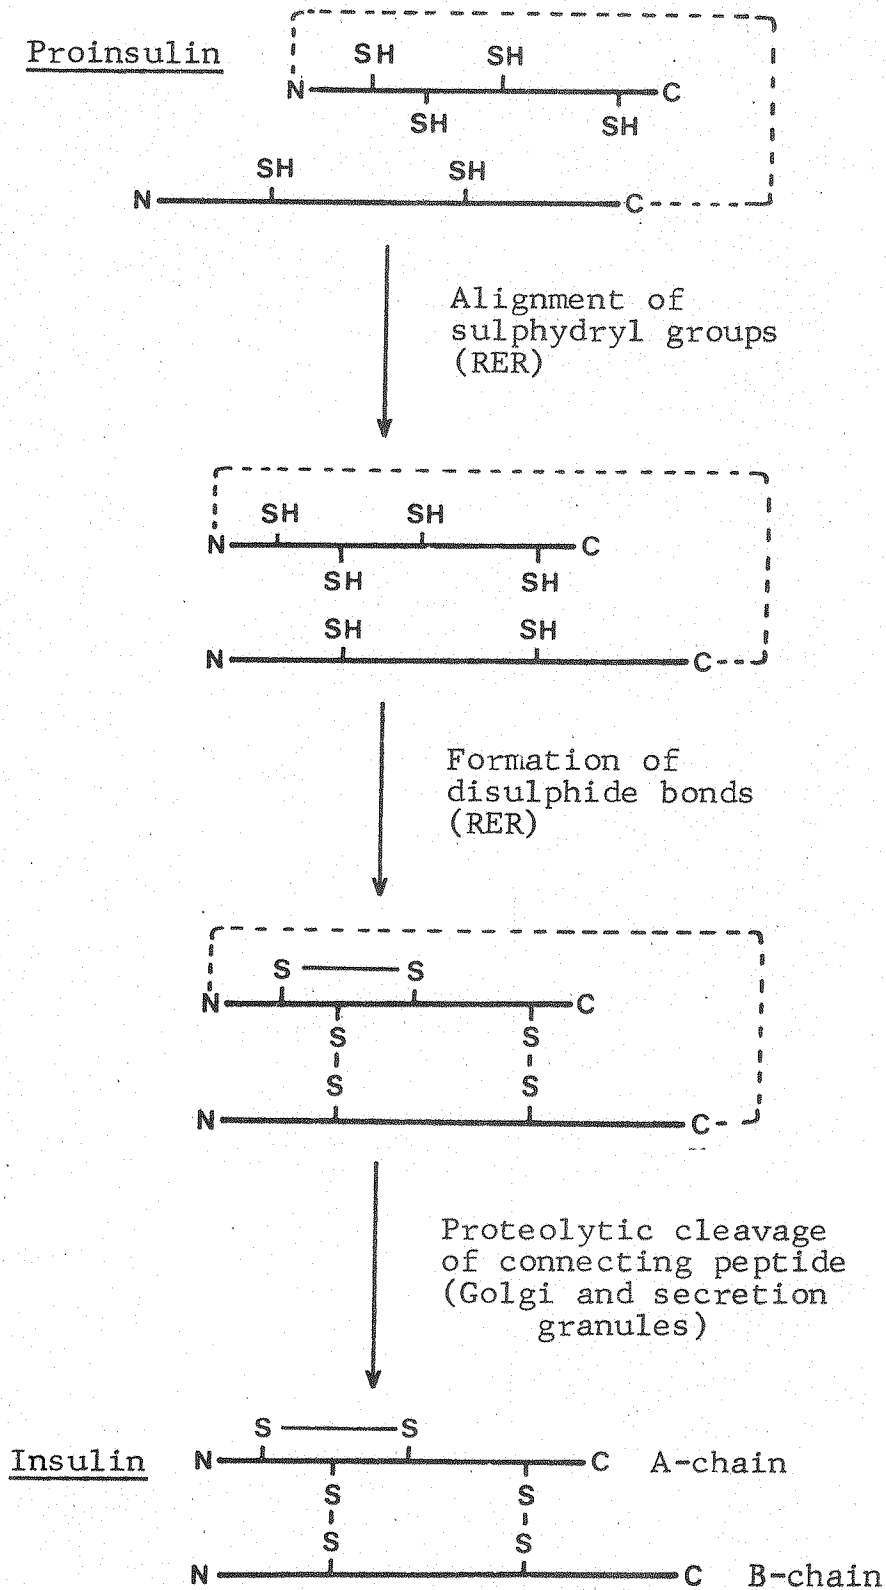 Proinsulin
SH SH
N C
SH SH
SH SH
N C
Alignment of
sulphydryl groups
(RER)
SH SH
N C
SH SH
SH SH
N C
Formation of
disulphide bonds
(RER)
S S
N C
S S
S S
N C
Proteolytic cleavage
of connecting peptide
(Golgi and secretion
granules)
S S
Insulin N C A-chain
S S
S S
N C B-chain